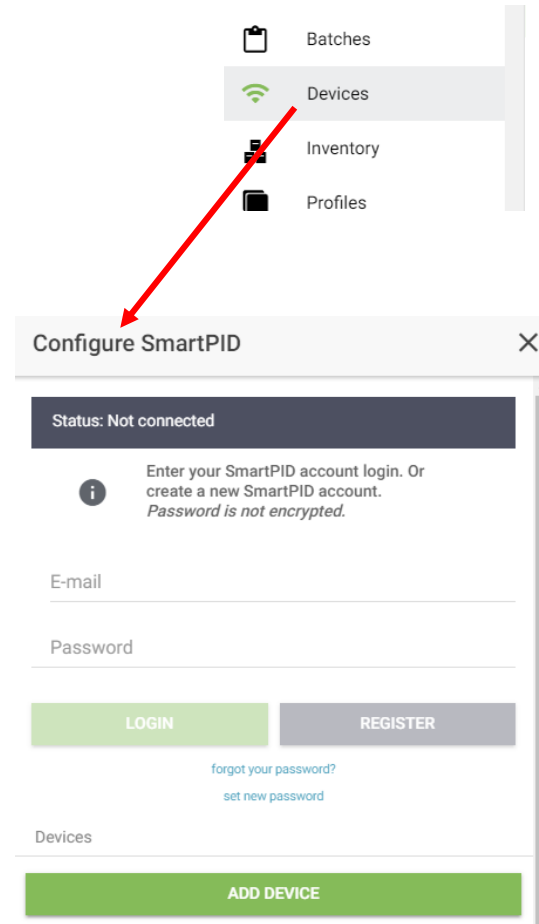 Batches
Devices
Inventory
Profiles
Configure SmartPID
Status: Not connected
Enter your SmartPID account login. Or
create a new SmartPID account.
Password is not encrypted.
E-mail
Password
LOGIN
REGISTER
forgot your password?
set new password
Devices
ADD DEVICE